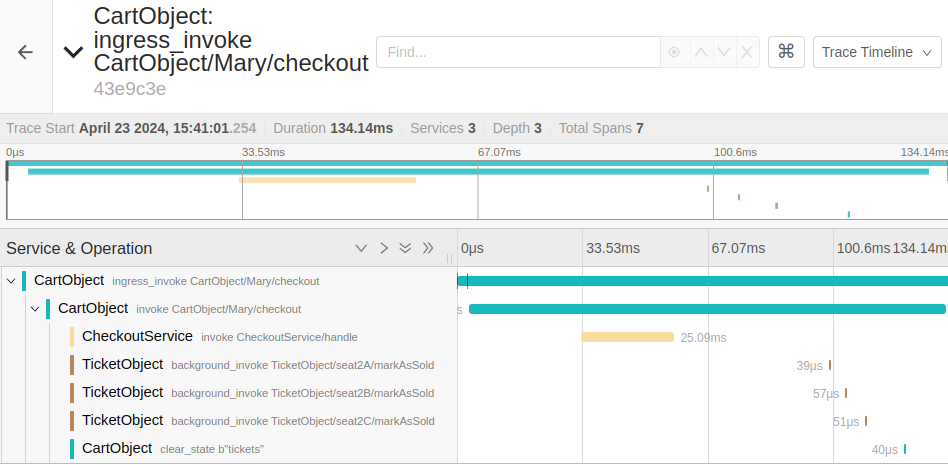 CartObject:
ingress_invoke
CartObject/Mary/checkout
43e9c3e
Find...
⌘
Trace Timeline
Trace Start April 23 2024, 15:41:01.254 Duration 134.14ms Services 3 Depth 3 Total Spans 7
0μs 33.53ms 67.07ms 100.6ms 134.14ms
Service & Operation
0μs 33.53ms 67.07ms 100.6ms 134.14ms
CartObject ingress_invoke CartObject/Mary/checkout
CartObject invoke CartObject/Mary/checkout
s
CheckoutService invoke CheckoutService/handle 25.09ms
TicketObject background_invoke TicketObject/seat2A/markAsSold 39μs
TicketObject background_invoke TicketObject/seat2B/markAsSold 57μs
TicketObject background_invoke TicketObject/seat2C/markAsSold 51μs
CartObject clear_state b"tickets" 40μs